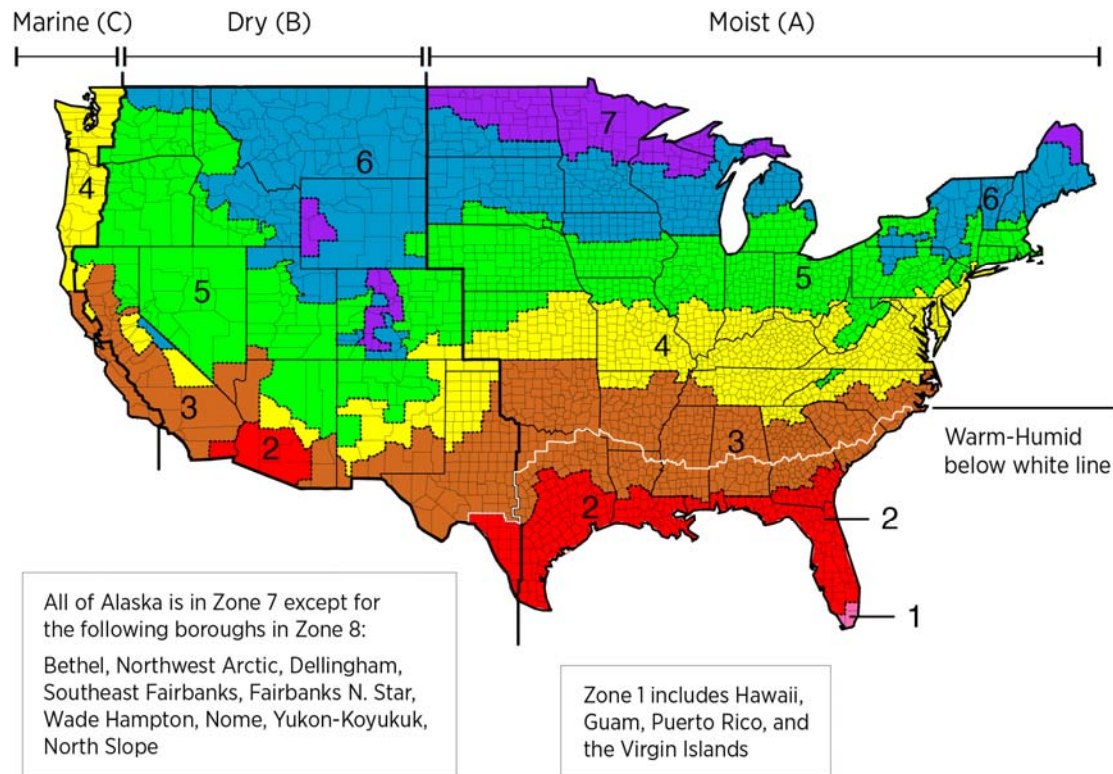 Marine (C)
Dry (B)
Moist (A)
7
6
4
6
5
5
4
3
3
2
2
Warm-Humid
below white line
2
1
All of Alaska is in Zone 7 except for
the following boroughs in Zone 8:
Bethel, Northwest Arctic, Dellingham,
Southeast Fairbanks, Fairbanks N. Star,
Wade Hampton, Nome, Yukon-Koyukuk,
North Slope
Zone 1 includes Hawaii,
Guam, Puerto Rico, and
the Virgin Islands